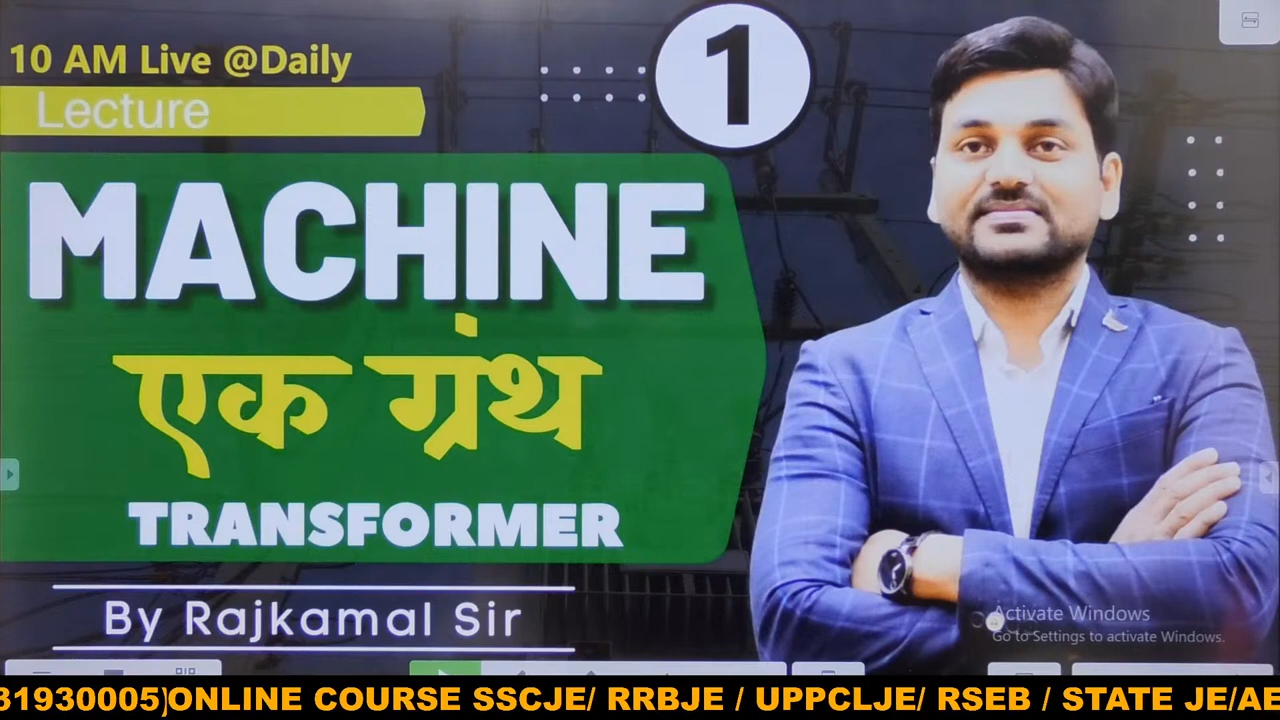 10 AM Live @Daily
Lecture
1
MACHINE
एक ग्रंथ
TRANSFORMER
By Rajkamal Sir
Activate Windows
Go to Settings to activate Windows.
31930005)ONLINE COURSE SSCJE/ RRBJE / UPPCLJE/ RSEB / STATE JE/AE